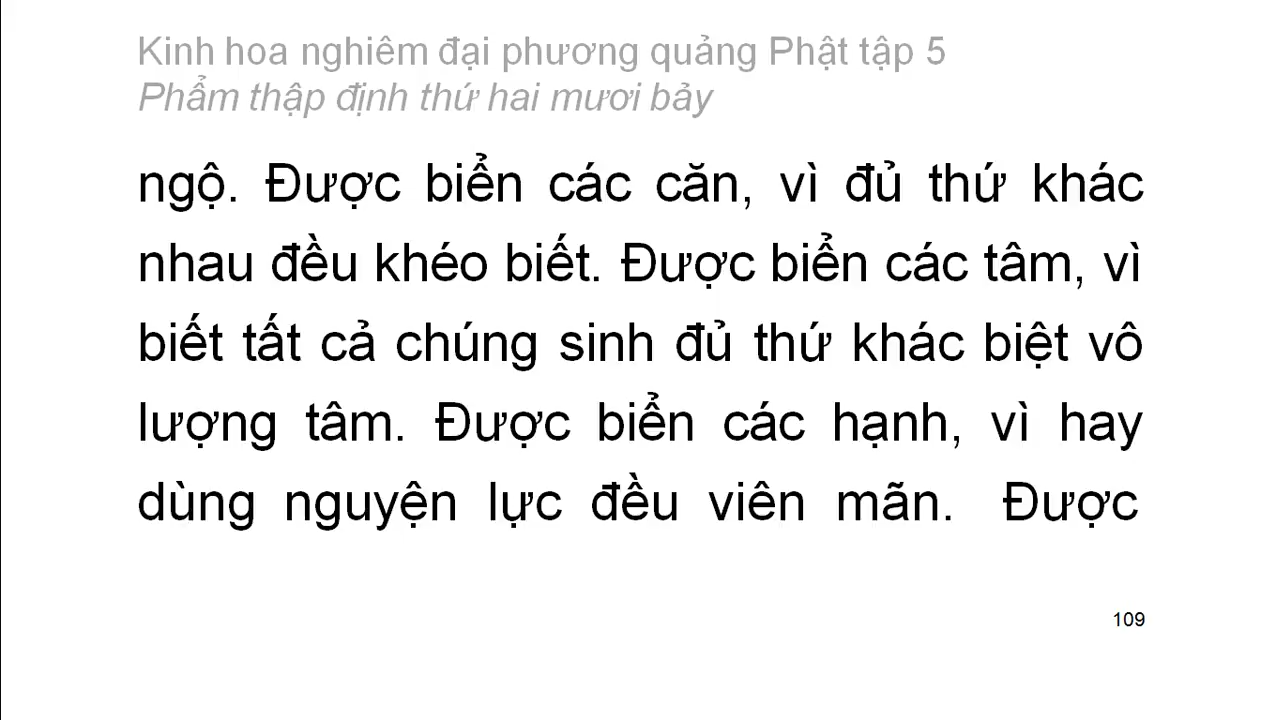 Kinh hoa nghiêm đại phương quảng Phật tập 5
Phẩm thập định thứ hai mươi bảy
ngộ. Được biển các căn, vì đủ thứ khác
nhau đều khéo biết. Được biển các tâm, vì
biết tất cả chúng sinh đủ thứ khác biệt vô
lượng tâm. Được biển các hạnh, vì hay
dùng nguyện lực đều viên mãn. Được
109